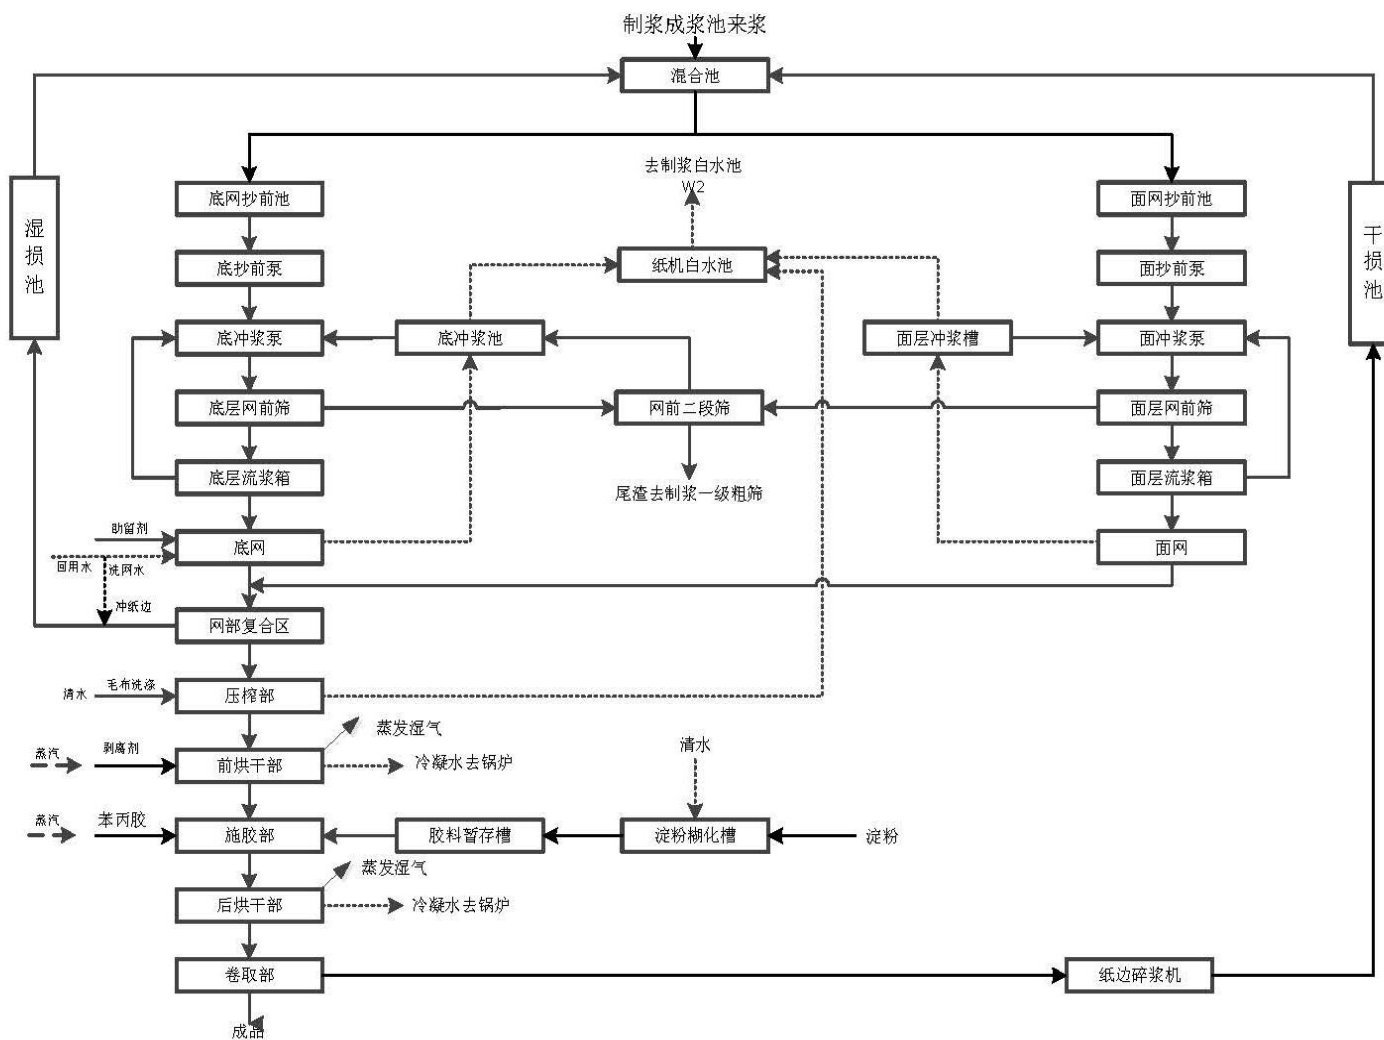 制浆成浆池来浆
混合池
去制浆白水池
W2
底网抄前池
面网抄前池
湿损池
干损池
底抄前泵
纸机白水池
面抄前泵
底冲浆泵
底冲浆池
面层冲浆槽
面冲浆泵
底层网前筛
网前二段筛
面层网前筛
底层流浆箱
尾渣去制浆一级粗筛
面层流浆箱
助留剂
底网
面网
回用水
洗网水
冲纸边
网部复合区
清水
毛布洗涤
压榨部
蒸发湿气
蒸汽
剥离剂
前烘干部
冷凝水去锅炉
清水
蒸汽
苯丙胶
施胶部
胶料暂存槽
淀粉糊化槽
淀粉
蒸发湿气
后烘干部
冷凝水去锅炉
卷取部
纸边碎浆机
成品